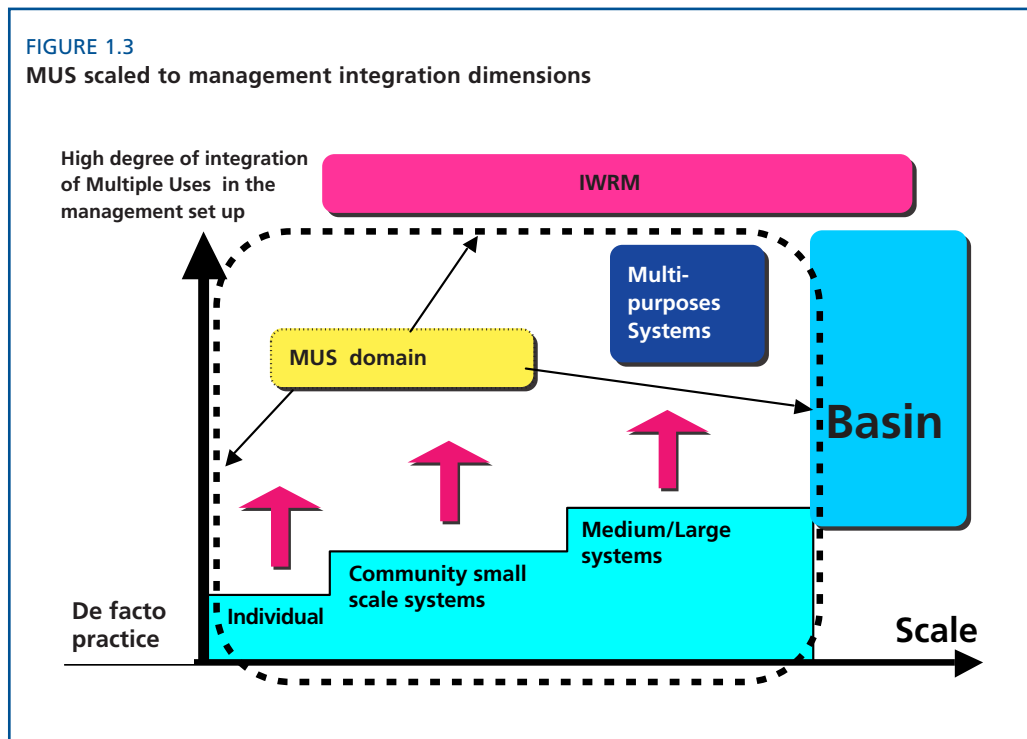 FIGURE 1.3
MUS scaled to management integration dimensions
High degree of integration
of Multiple Uses in the
management set up
IWRM
Multi-
purposes
Systems
MUS domain
Basin
Medium/Large
systems
Community small
scale systems
Individual
De facto
practice
Scale